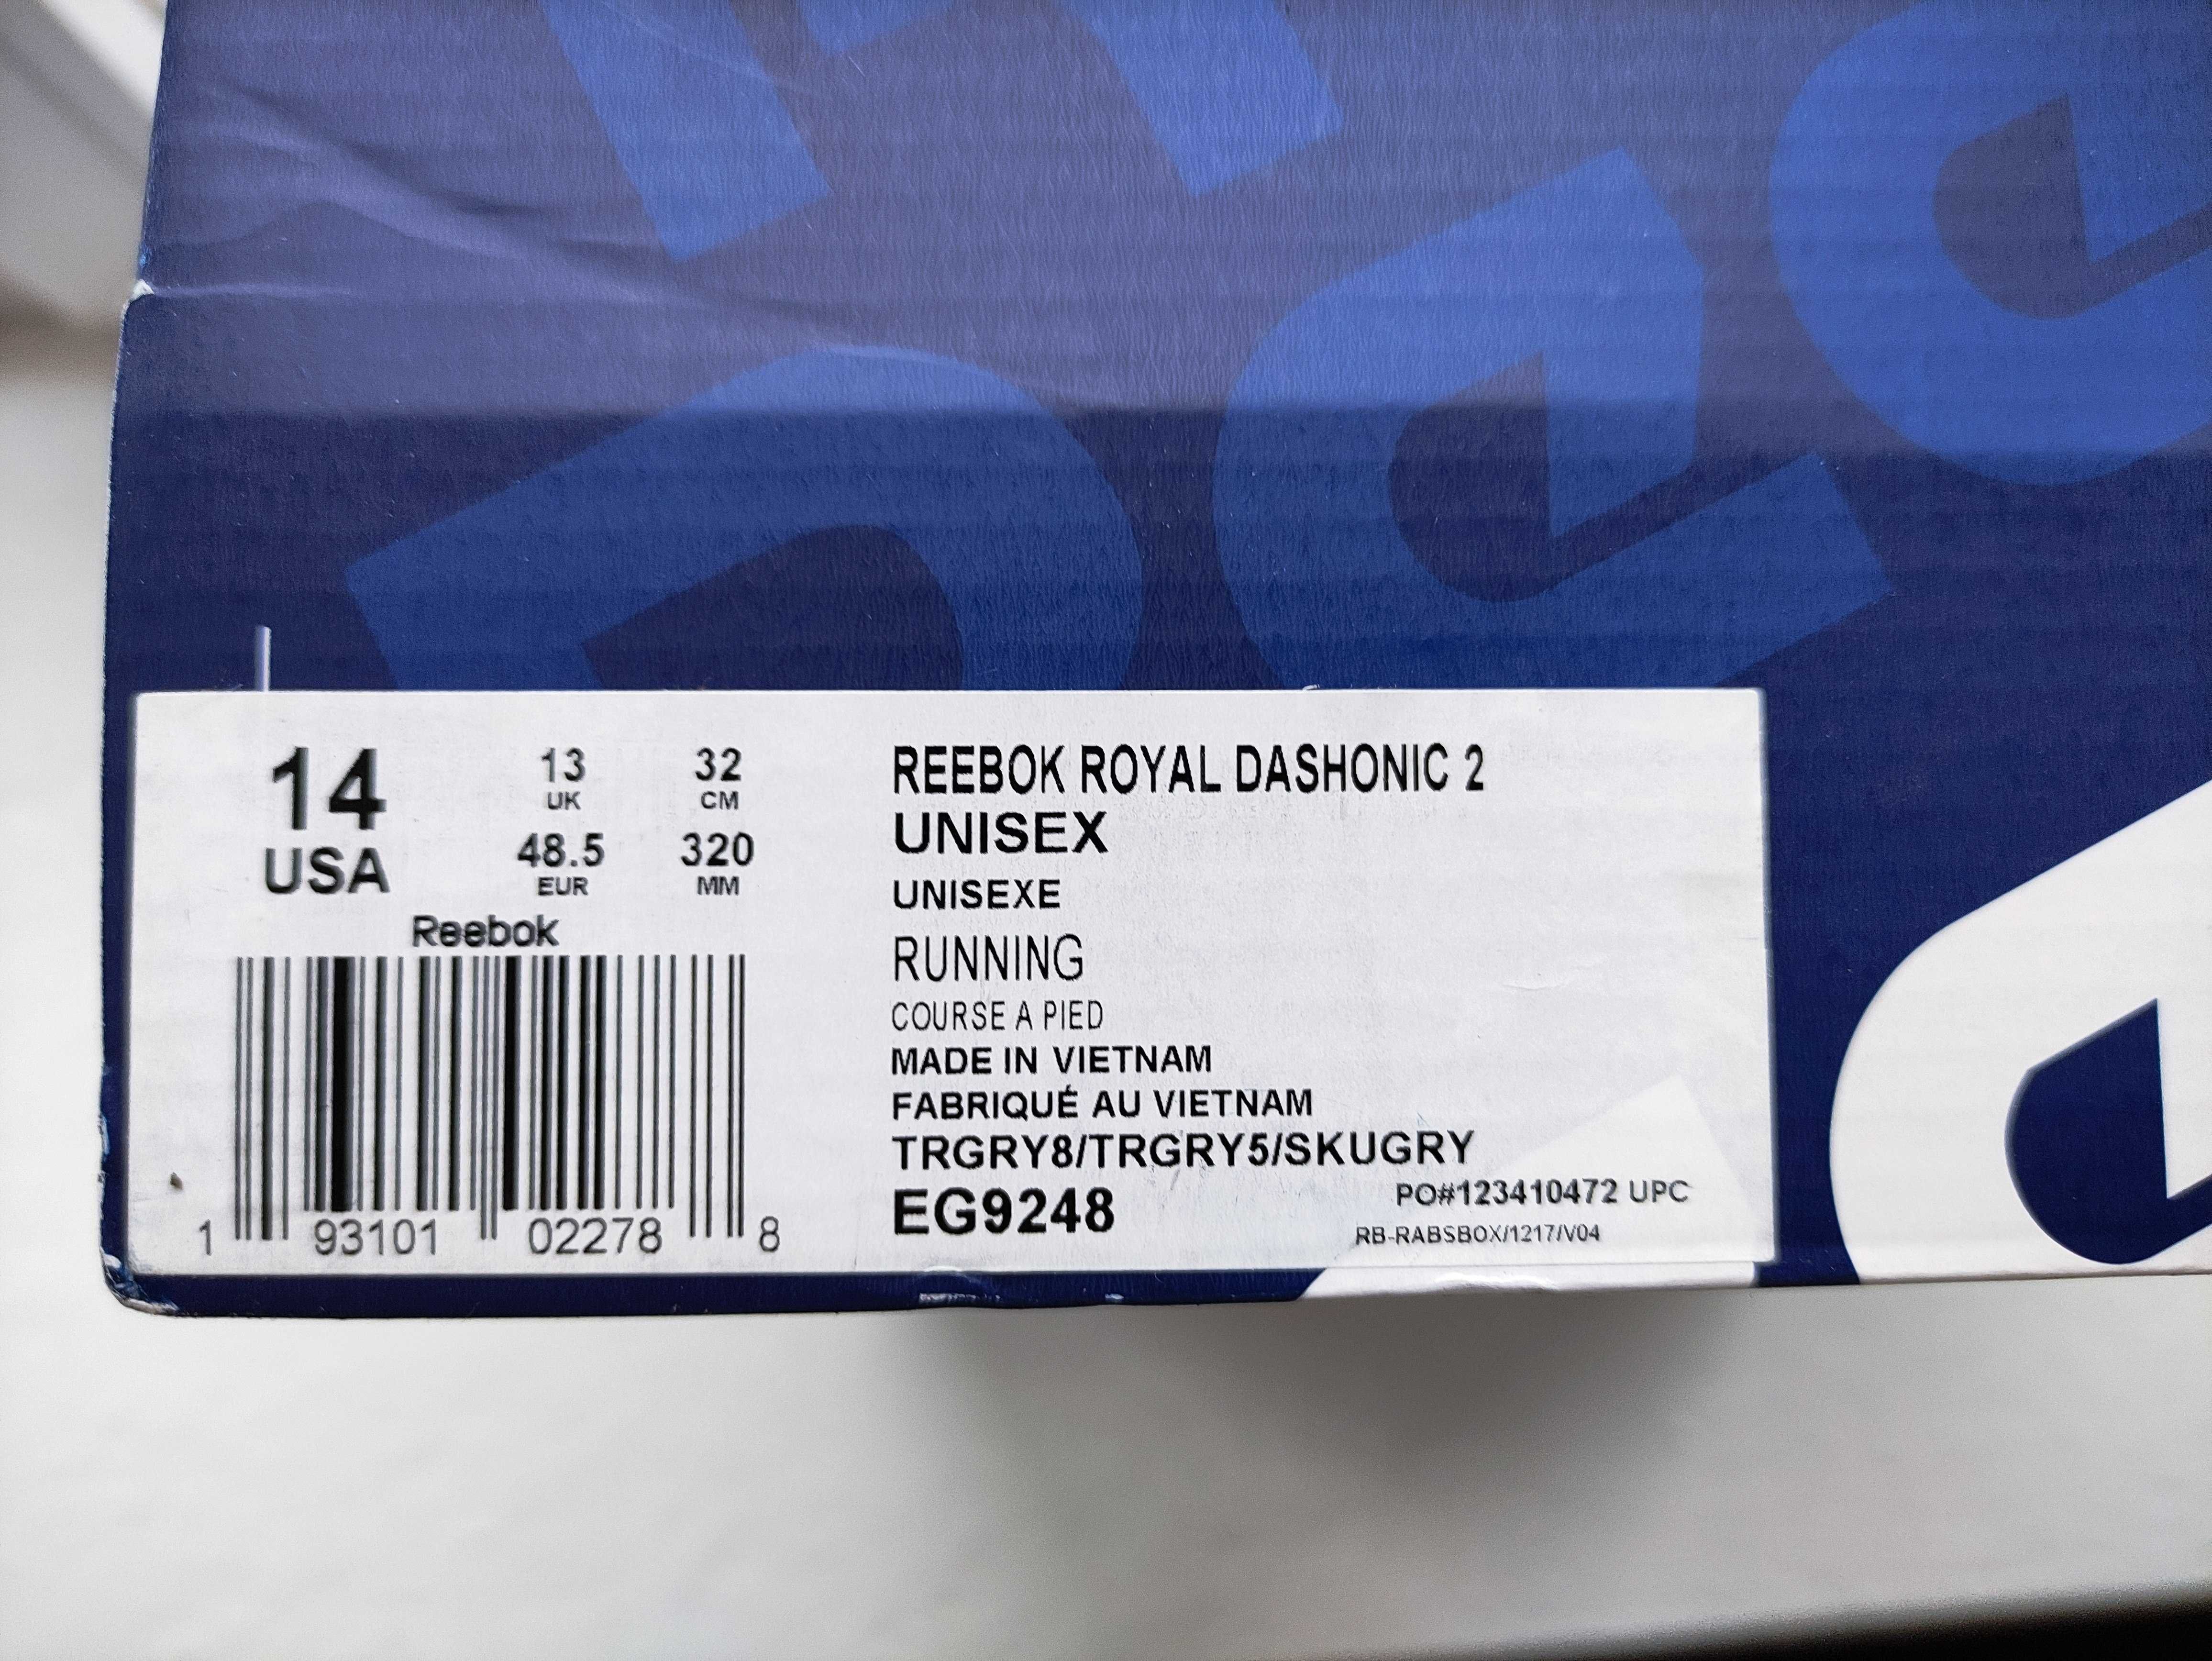 14
USA
13
UK
32
CM
48.5
EUR
320
MM
Reebok
1 93101 02278 8
REEBOK ROYAL DASHONIC 2
UNISEX
UNISEXE
RUNNING
COURSE A PIED
MADE IN VIETNAM
FABRIQUÉ AU VIETNAM
TRGRY8/TRGRY5/SKUGRY
EG9248
PO#123410472 UPC
RB-RABSBOX/1217/V04